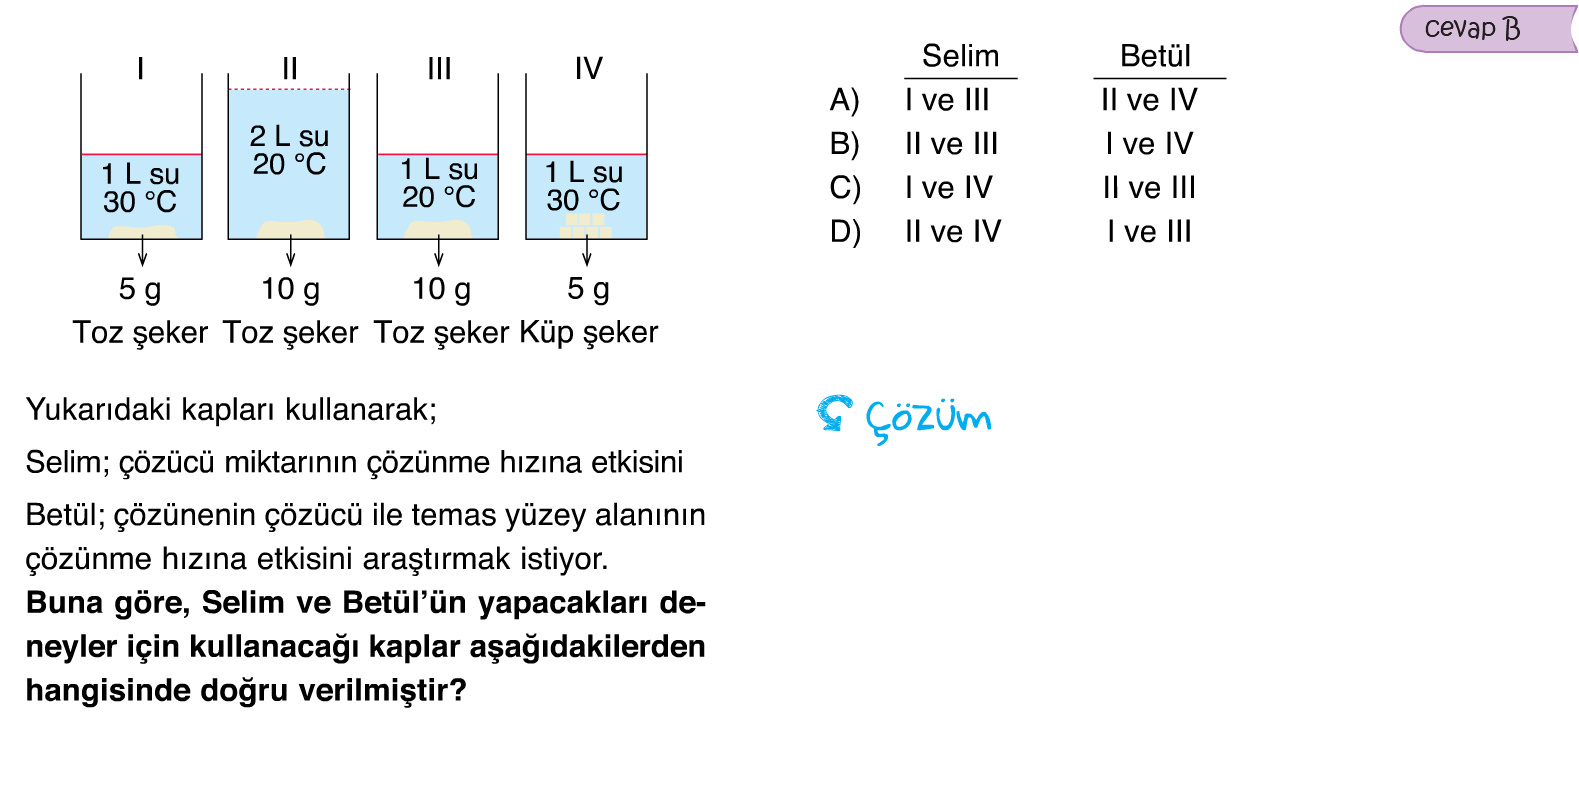 I II III IV
1 L su
30 °C
2 L su
20 °C
1 L su
20 °C
1 L su
30 °C
5 g 10 g 10 g 5 g
Toz şeker Toz şeker Toz şeker Küp şeker
Yukarıdaki kapları kullanarak;
Selim; çözücü miktarının çözünme hızına etkisini
Betül; çözünenin çözücü ile temas yüzey alanının
çözünme hızına etkisini araştırmak istiyor.
Buna göre, Selim ve Betül’ün yapacakları de-
neyler için kullanacağı kaplar aşağıdakilerden
hangisinde doğru verilmiştir?
cevap B
Selim Betül
A) I ve III II ve IV
B) II ve III I ve IV
C) I ve IV II ve III
D) II ve IV I ve III
Çözüm